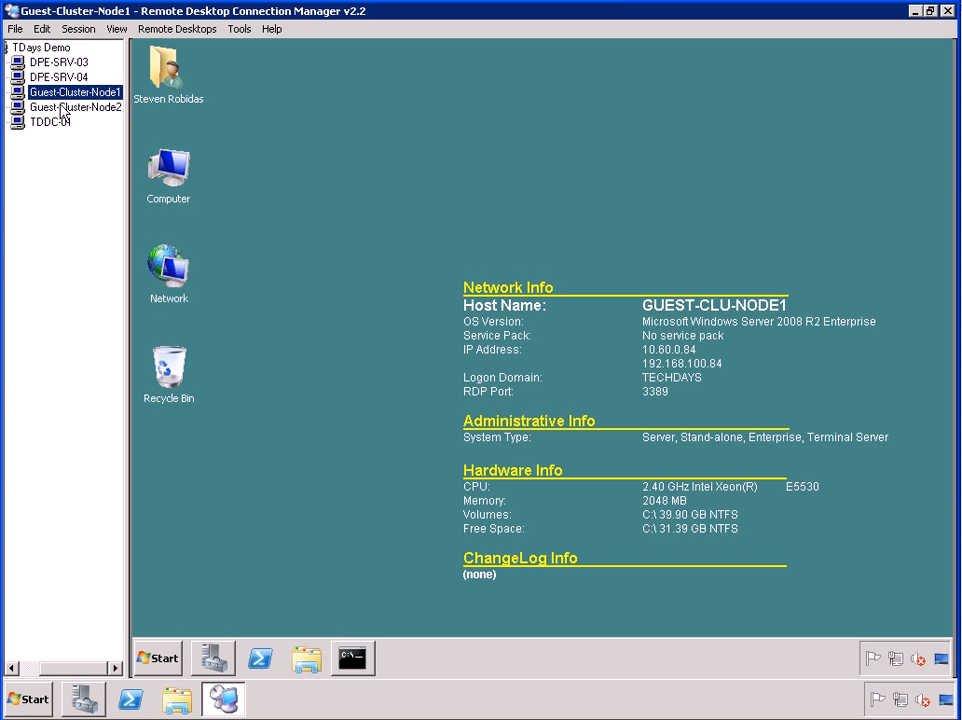 Guest-Cluster-Node1 - Remote Desktop Connection Manager v2.2
File Edit Session View Remote Desktops Tools Help
TDays Demo
DPE-SRV-03
DPE-SRV-04
Guest-Cluster-Node1
Guest-Cluster-Node2
TDDC-01
Steven Robidas
Computer
Network
Recycle Bin
Network Info
Host Name: GUEST-CLU-NODE1
OS Version: Microsoft Windows Server 2008 R2 Enterprise
Service Pack: No service pack
IP Address: 10.60.0.84
192.168.100.84
Logon Domain: TECHDAYS
RDP Port: 3389
Administrative Info
System Type: Server, Stand-alone, Enterprise, Terminal Server
Hardware Info
CPU: 2.40 GHz Intel Xeon(R) E5530
Memory: 2048 MB
Volumes: C:\ 39.90 GB NTFS
Free Space: C:\ 31.39 GB NTFS
ChangeLog Info
(none)
Start
C:\_
Start